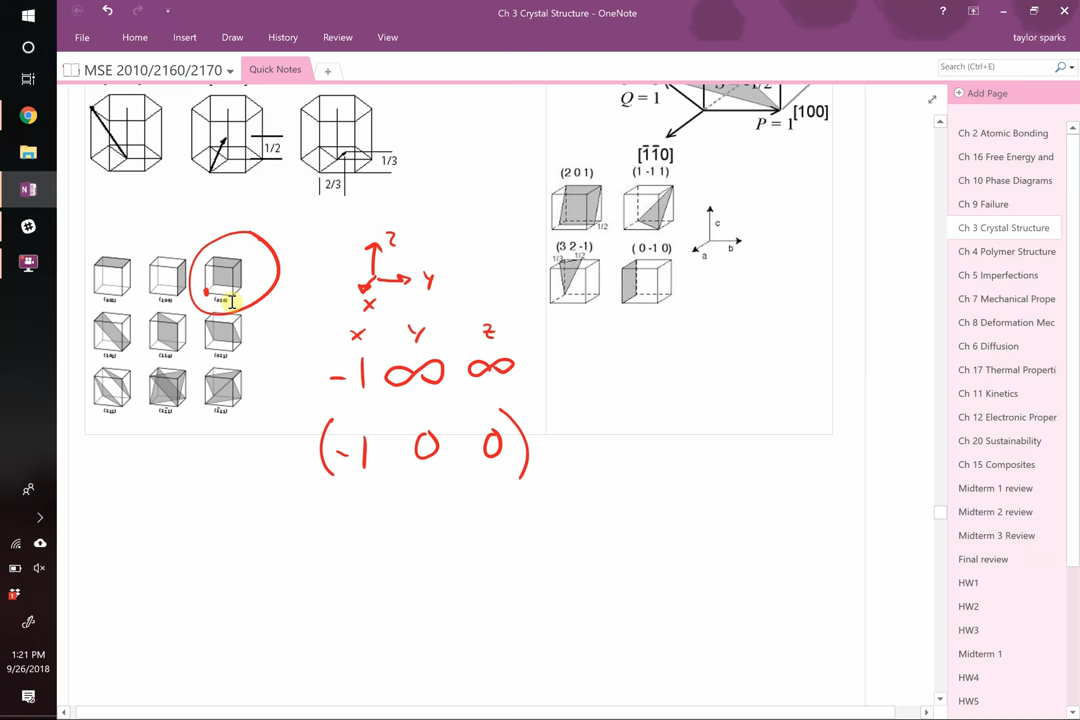 Ch 3 Crystal Structure - OneNote
?
File
Home
Insert
Draw
History
Review
View
taylor sparks
MSE 2010/2160/2170
Quick Notes
+
Search (Ctrl+E)
Add Page
Ch 2 Atomic Bonding
Ch 16 Free Energy and
Ch 10 Phase Diagrams
Ch 9 Failure
Ch 3 Crystal Structure
Ch 4 Polymer Structure
Ch 5 Imperfections
Ch 7 Mechanical Prope
Ch 8 Deformation Mec
Ch 6 Diffusion
Ch 17 Thermal Properti
Ch 11 Kinetics
Ch 12 Electronic Proper
Ch 20 Sustainability
Ch 15 Composites
Midterm 1 review
Midterm 2 review
Midterm 3 Review
Final review
HW1
HW2
HW3
Midterm 1
HW4
HW5
1/2
1/3
2/3
Q = 1
P = 1
[100]
[1̄1̄0]
(2 0 1)
(1 -1 1)
1/2
(3 2 -1)
( 0 -1 0)
1/3
1/2
c
b
a
Z
Y
X
X Y Z
-1 ∞ ∞
(-1 0 0)
(001)
(100)
(101)
(110)
(011)
(111)
1:21 PM
9/26/2018